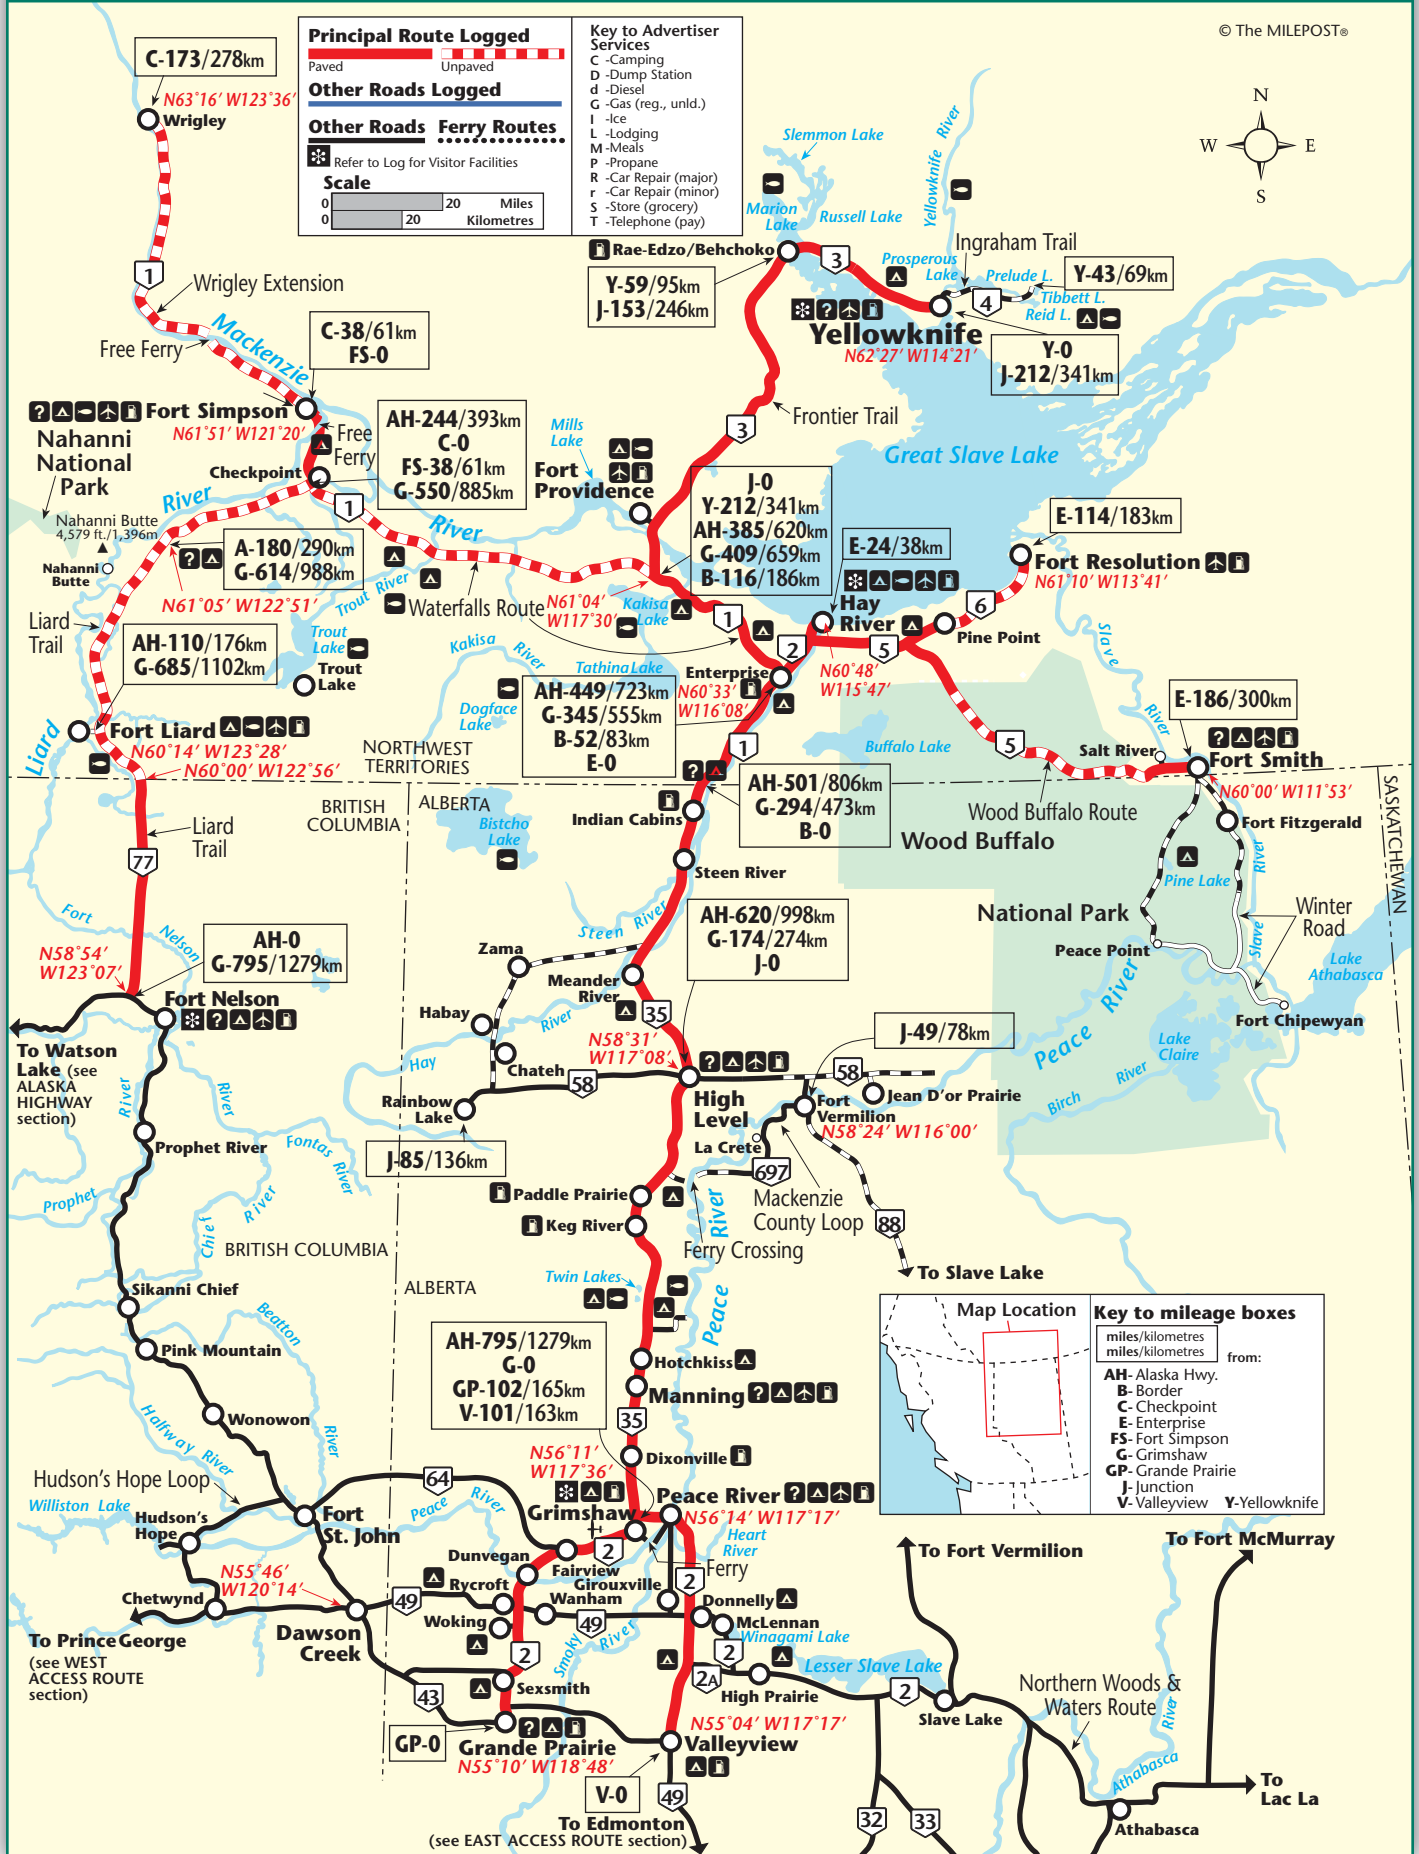 © The MILEPOST®
Principal Route Logged
Paved
Unpaved
Other Roads Logged
Other Roads
Ferry Routes
Refer to Log for Visitor Facilities
Scale
0 20 Miles
0 20 Kilometres
Key to Advertiser
Services
C -Camping
D -Dump Station
d -Diesel
G -Gas (reg., unld.)
I -Ice
L -Lodging
M -Meals
P -Propane
R -Car Repair (major)
r -Car Repair (minor)
S -Store (grocery)
T -Telephone (pay)
N
W E
S
C-173/278km
N63°16′ W123°36′
Wrigley
1
Wrigley Extension
Free Ferry
Mackenzie
C-38/61km
FS-0
Fort Simpson
N61°51′ W121°20′
Free
Ferry
Nahanni
National
Park
Checkpoint
River
Nahanni Butte
4,579 ft./1,396m
Nahanni
Butte
AH-244/393km
C-0
FS-38/61km
G-550/885km
1
River
A-180/290km
G-614/988km
N61°05′ W122°51′
Trout River
Liard
Trail
AH-110/176km
G-685/1102km
Trout
Lake
Trout
Lake
Fort Liard
N60°14′ W123°28′
N60°00′ W122°56′
Liard
Slemmon Lake
Marion
Lake
Russell Lake
Yellowknife River
Rae-Edzo/Behchoko
3
Y-59/95km
J-153/246km
Prosperous
Lake
Ingraham Trail
Prelude L.
Tibbett L.
Reid L.
4
Y-43/69km
Yellowknife
N62°27′ W114°21′
Y-0
J-212/341km
Frontier Trail
3
Great Slave Lake
Mills
Lake
Fort
Providence
J-0
Y-212/341km
AH-385/620km
G-409/659km
B-116/186km
E-24/38km
Hay
River
E-114/183km
Fort Resolution
N61°10′ W113°41′
6
Pine Point
5
2
1
Waterfalls Route
N61°04′
W117°30′
Kakisa
Lake
Kakisa
River
Tathina Lake
Enterprise
N60°33′
W116°08′
N60°48′
W115°47′
AH-449/723km
G-345/555km
B-52/83km
E-0
Dogface
Lake
1
Buffalo Lake
5
Slave
River
E-186/300km
Salt River
Fort Smith
N60°00′ W111°53′
NORTHWEST
TERRITORIES
BRITISH
COLUMBIA
ALBERTA
SASKATCHEWAN
Bistcho
Lake
Indian Cabins
AH-501/806km
G-294/473km
B-0
Wood Buffalo Route
Wood Buffalo
National Park
Fort Fitzgerald
Pine Lake
River
Slave
Winter
Road
Peace Point
Lake
Athabasca
Fort Chipewyan
Lake
Claire
Peace River
Birch River
Liard
Trail
77
Steen River
Steen River
Fort
Nelson
AH-0
G-795/1279km
N58°54′
W123°07′
Fort Nelson
To Watson
Lake (see
ALASKA
HIGHWAY
section)
Zama
Meander
River
35
AH-620/998km
G-174/274km
J-0
Habay
River
Hay
Chateh
58
N58°31′
W117°08′
Rainbow
Lake
High
Level
J-49/78km
58
Jean D'or Prairie
Fort
Vermilion
N58°24′ W116°00′
La Crete
697
Mackenzie
County Loop
88
To Slave Lake
J-85/136km
River
River
Prophet River
Fontas
River
Prophet
River
Chief
Paddle Prairie
Keg River
River
Ferry Crossing
Peace
BRITISH COLUMBIA
ALBERTA
Twin Lakes
Sikanni Chief
Beatton
River
Pink Mountain
Wonowon
Halfway River
AH-795/1279km
G-0
GP-102/165km
V-101/163km
Hotchkiss
Manning
35
Dixonville
Map Location
Key to mileage boxes
miles/kilometres
miles/kilometres
from:
AH- Alaska Hwy.
B- Border
C- Checkpoint
E- Enterprise
FS- Fort Simpson
G- Grimshaw
GP- Grande Prairie
J- Junction
V- Valleyview Y-Yellowknife
N56°11′
W117°36′
Grimshaw
Peace River
N56°14′ W117°17′
Heart
River
Ferry
Hudson's Hope Loop
Williston Lake
Hudson's
Hope
64
Peace
River
Fort
St. John
Dunvegan
Fairview
2
2
N55°46′
W120°14′
Chetwynd
To Prince George
(see WEST
ACCESS ROUTE
section)
Dawson
Creek
49
Rycroft
Woking
Wanham
Girouxville
49
Donnelly
McLennan
Winagami Lake
2
Smoky
River
2
2A
High Prairie
Lesser Slave Lake
2
Slave Lake
43
Sexsmith
GP-0
Grande Prairie
N55°10′ W118°48′
N55°04′ W117°17′
Valleyview
V-0
49
To Edmonton
(see EAST ACCESS ROUTE section)
To Fort Vermilion
To Fort McMurray
Northern Woods &
Waters Route
River
Athabasca
To
Lac La
Athabasca
32
33